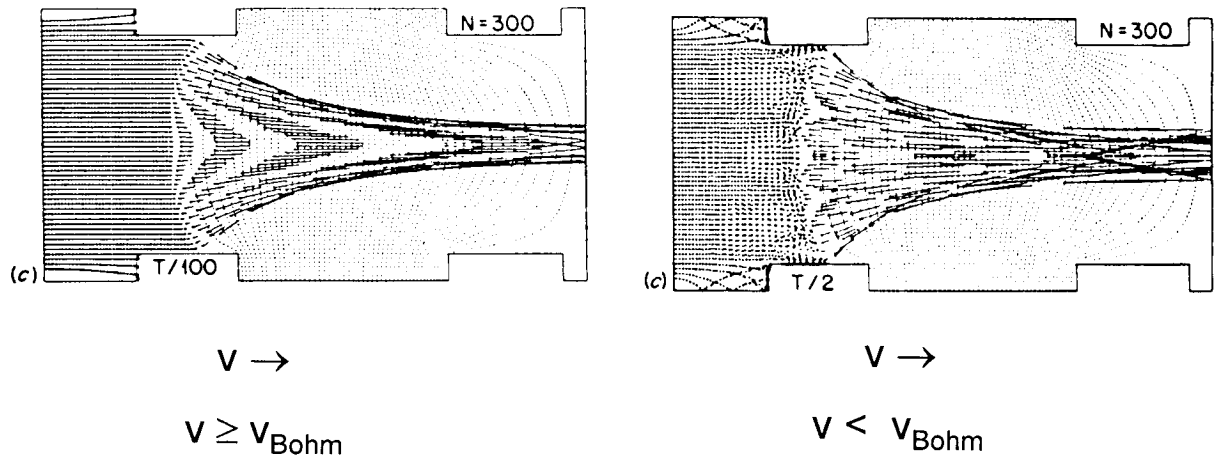 N=300
(c)
T/100
N=300
(c)
T/2
v →
v →
v ≥ v_Bohm
v < v_Bohm